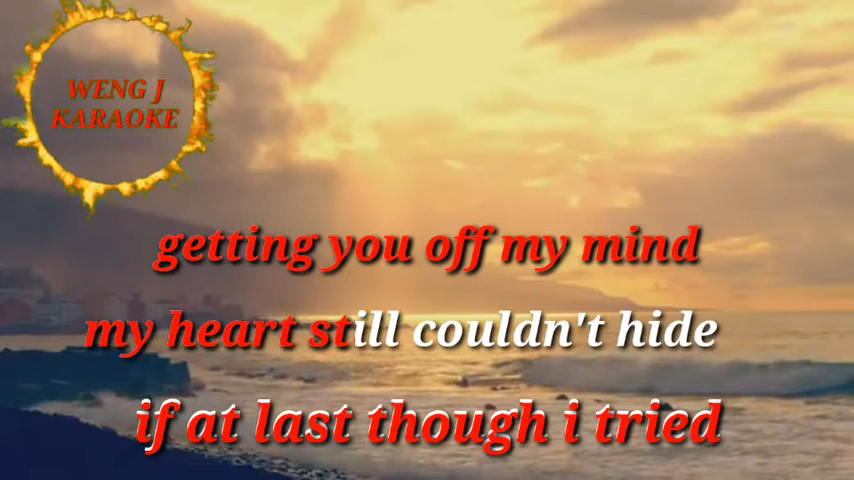 WENG J
KARAOKE
getting you off my mind
my heart still couldn't hide
if at last though i tried